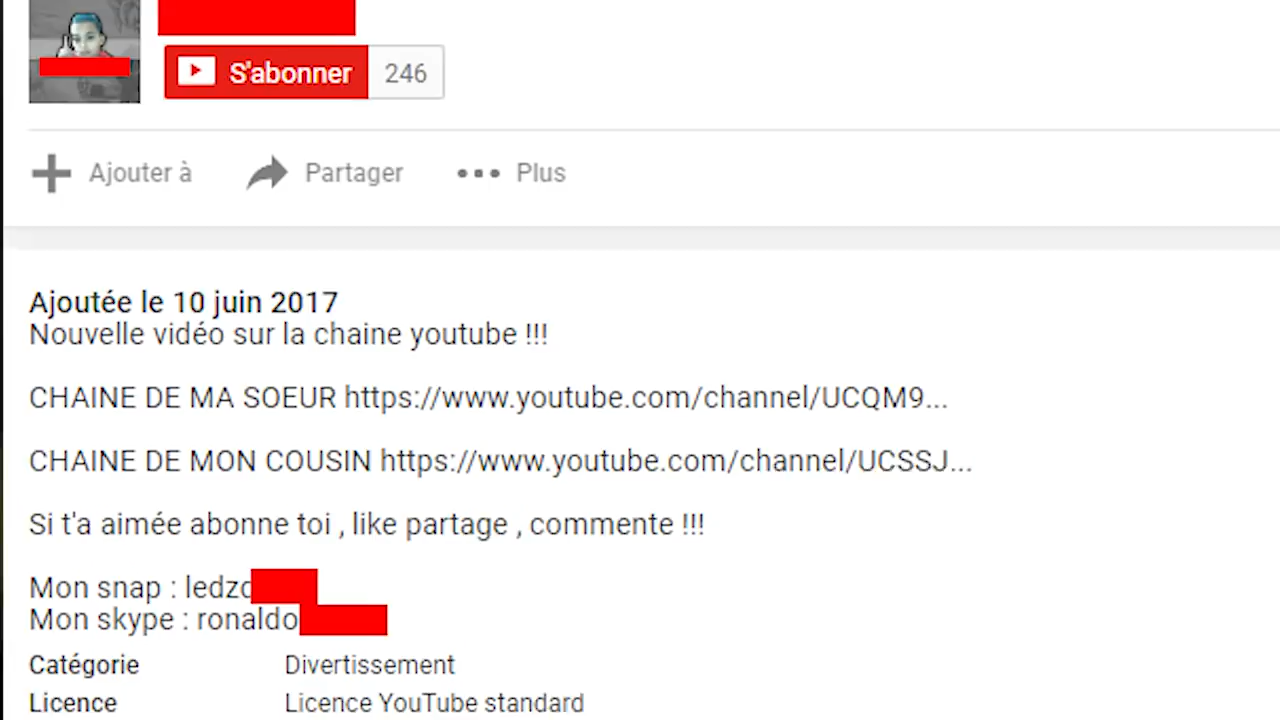 S'abonner 246
Ajouter à Partager Plus
Ajoutée le 10 juin 2017
Nouvelle vidéo sur la chaine youtube !!!
CHAINE DE MA SOEUR https://www.youtube.com/channel/UCQM9...
CHAINE DE MON COUSIN https://www.youtube.com/channel/UCSSJ...
Si t'a aimée abonne toi , like partage , commente !!!
Mon snap :
Mon skype : ronaldo
Catégorie Divertissement
Licence Licence YouTube standard